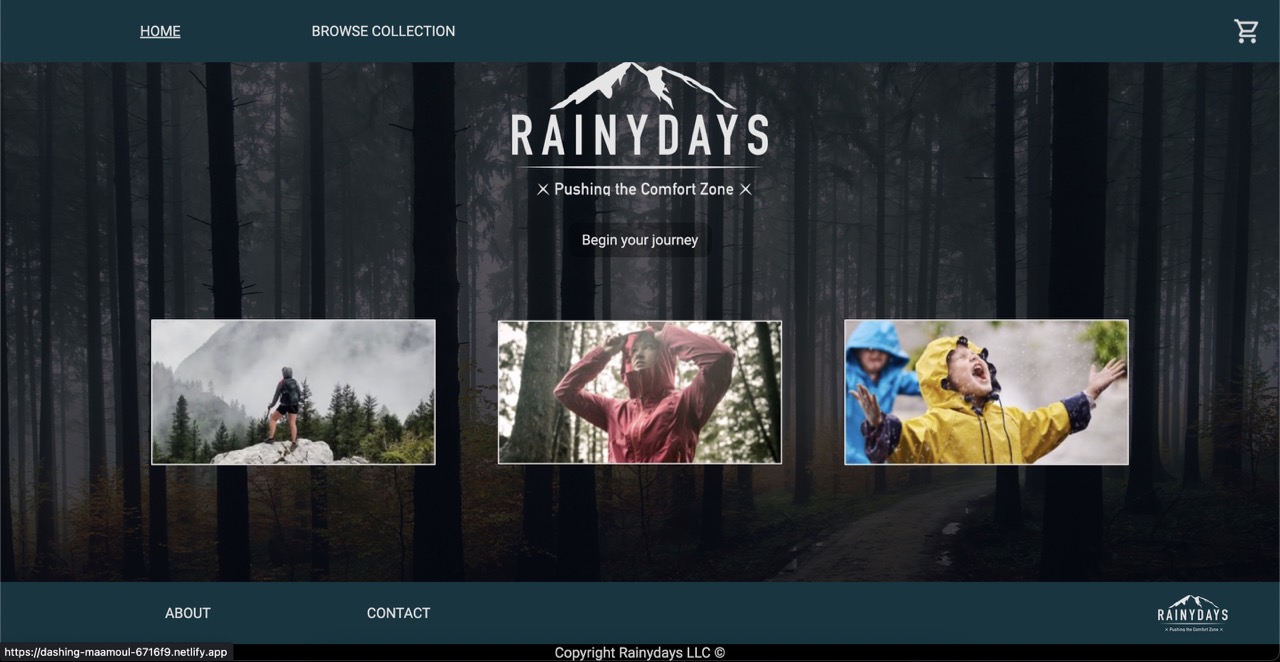 HOME
BROWSE COLLECTION
RAINYDAYS
× Pushing the Comfort Zone ×
Begin your journey
ABOUT
CONTACT
RAINYDAYS
× Pushing the Comfort Zone ×
https://dashing-maamoul-6716f9.netlify.app
Copyright Rainydays LLC ©